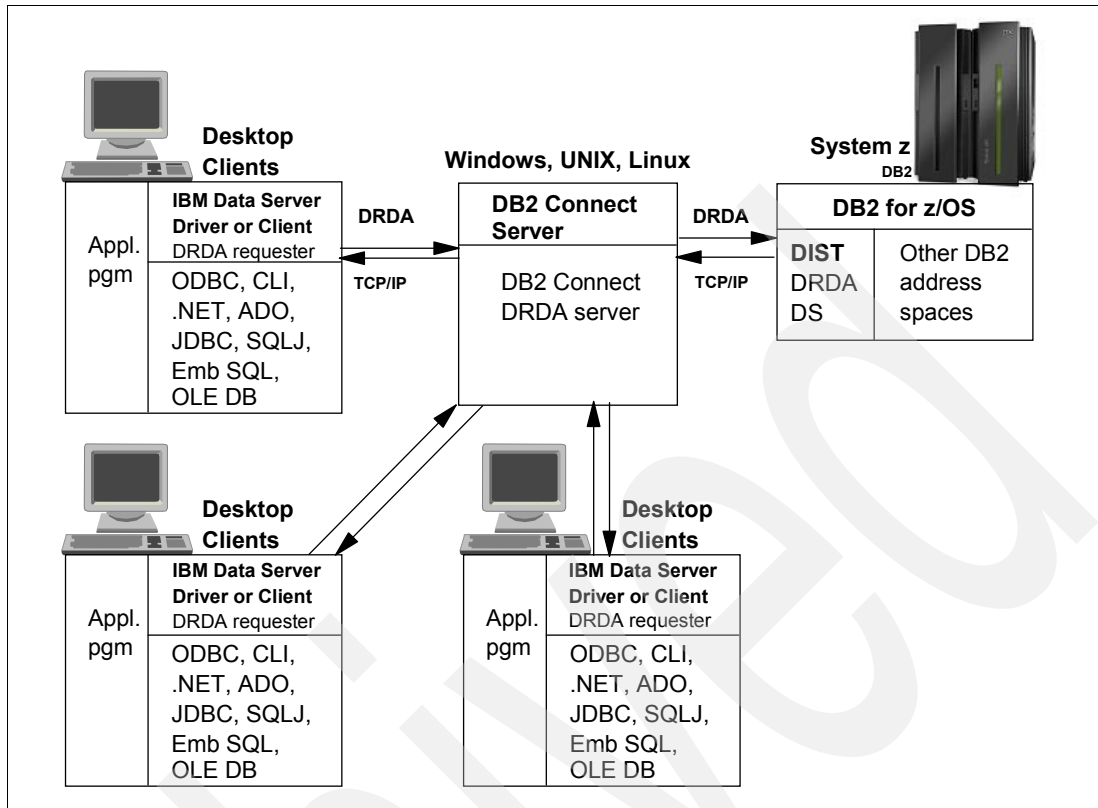 Desktop
Clients
IBM Data Server
Driver or Client
DRDA requester
Appl.
pgm
ODBC, CLI,
.NET, ADO,
JDBC, SQLJ,
Emb SQL,
OLE DB
DRDA
TCP/IP
Windows, UNIX, Linux
DB2 Connect
Server
DB2 Connect
DRDA server
DRDA
TCP/IP
System z
DB2
DB2 for z/OS
DIST
DRDA
DS
Other DB2
address
spaces
Desktop
Clients
IBM Data Server
Driver or Client
DRDA requester
Appl.
pgm
ODBC, CLI,
.NET, ADO,
JDBC, SQLJ,
Emb SQL,
OLE DB
Desktop
Clients
IBM Data Server
Driver or Client
DRDA requester
Appl.
pgm
ODBC, CLI,
.NET, ADO,
JDBC, SQLJ,
Emb SQL,
OLE DB